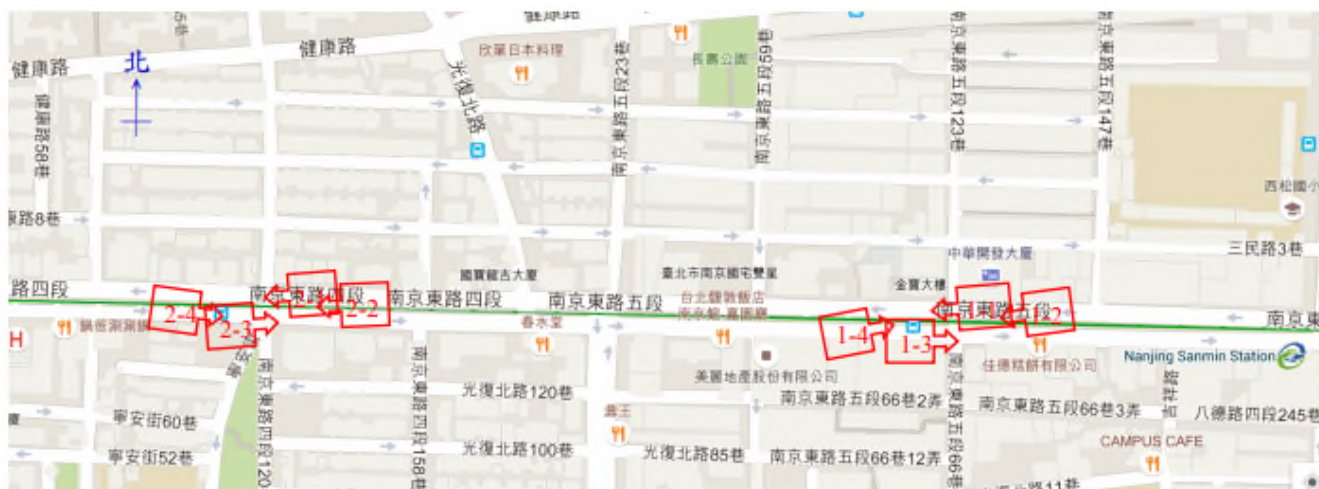 健康路
健康路
健康路
北
欣葉日本料理
光復北路
健康路58巷
南京東路五段23巷
長壽公園
南京東路五段59巷
南京東路五段123巷
南京東路五段147巷
西松國小
康路8巷
三民路3巷
中華開發大廈
路四段
南京東路四段
國寶龍吉大廈
南京東路四段
南京東路五段
臺北市南京國宅雙星
金寶大樓
南京東路五段
南京東
2-4
2-3
2-2
1-4
1-3
春水堂
佳德糕餅有限公司
Nanjing Sanmin Station
美麗地產股份有限公司
H
光復北路120巷
南京東路五段66巷2弄
南京東路五段66巷3弄
八德路四段245巷
吉祥路
寧安街60巷
寧安街52巷
南京東路四段120
南京東路四段158巷
光復北路100巷
光復北路85巷
南京東路五段66巷12弄
南京東路五段66巷
CAMPUS CAFE
路11巷